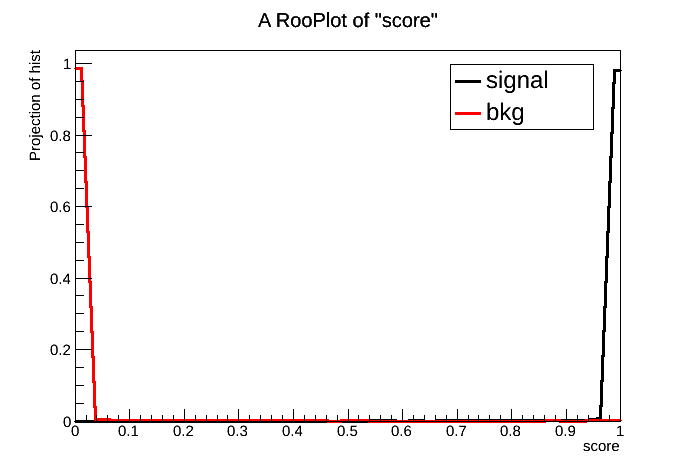 A RooPlot of "score"
Projection of hist
signal
bkg
1
0.8
0.6
0.4
0.2
0
0 0.1 0.2 0.3 0.4 0.5 0.6 0.7 0.8 0.9 1
score